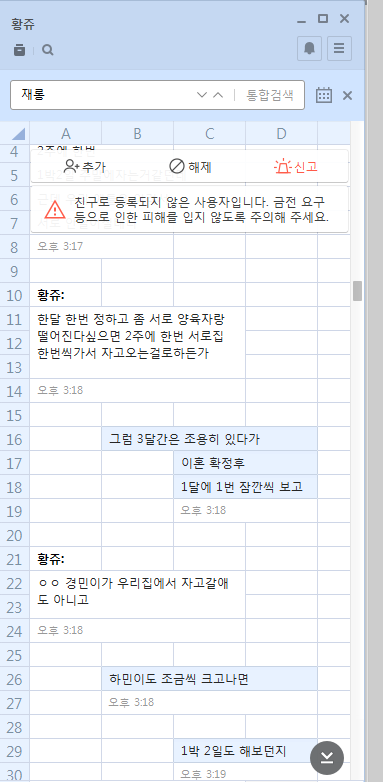 황쥬
재롱
통합검색
A B C D
4 2주에 한번
추가 해제 신고
5
6 친구로 등록되지 않은 사용자입니다. 금전 요구
7 등으로 인한 피해를 입지 않도록 주의해 주세요.
8 오후 3:17
9
10 황쥬:
11 한달 한번 정하고 좀 서로 양육자랑
12 떨어진다싶으면 2주에 한번 서로집
13 한번씩가서 자고오는걸로하든가
14 오후 3:18
15
16 그럼 3달간은 조용히 있다가
17 이혼 확정후
18 1달에 1번 잠깐씩 보고
19 오후 3:18
20
21 황쥬:
22 ㅇㅇ 경민이가 우리집에서 자고갈애
23 도 아니고
24 오후 3:18
25
26 하민이도 조금씩 크고나면
27 오후 3:18
28
29 1박 2일도 해보던지
30 오후 3:19